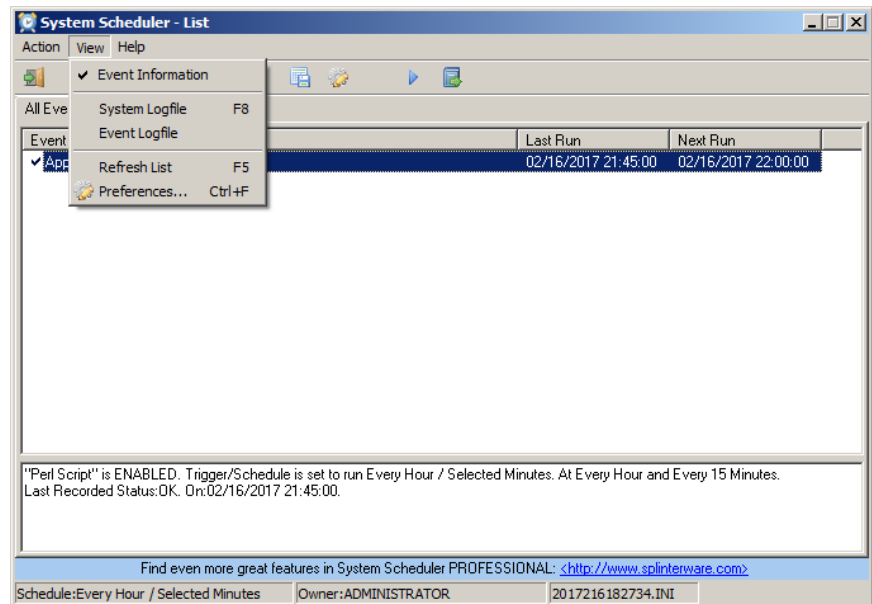 System Scheduler - List
Action View Help
Event Information
System Logfile F8
Event Logfile
Refresh List F5
Preferences... Ctrl+F
All Eve
Event Last Run Next Run
App 02/16/2017 21:45:00 02/16/2017 22:00:00
"Perl Script" is ENABLED. Trigger/Schedule is set to run Every Hour / Selected Minutes. At Every Hour and Every 15 Minutes.
Last Recorded Status:OK. On:02/16/2017 21:45:00.
Find even more great features in System Scheduler PROFESSIONAL: <http://www.splinterware.com>
Schedule:Every Hour / Selected Minutes Owner:ADMINISTRATOR 2017216182734.INI